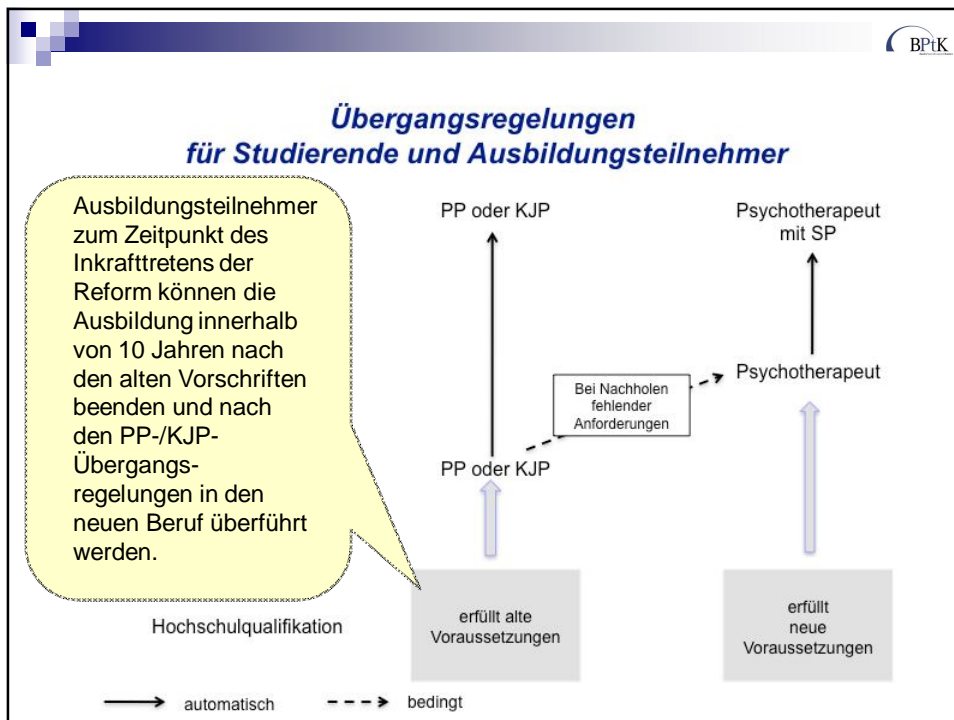 BPtK
Übergangsregelungen
für Studierende und Ausbildungsteilnehmer
Ausbildungsteilnehmer
zum Zeitpunkt des
Inkrafttretens der
Reform können die
Ausbildung innerhalb
von 10 Jahren nach
den alten Vorschriften
beenden und nach
den PP-/KJP-
Übergangs-
regelungen in den
neuen Beruf überführt
werden.
PP oder KJP
Psychotherapeut
mit SP
Bei Nachholen
fehlender
Anforderungen
Psychotherapeut
PP oder KJP
Hochschulqualifikation
erfüllt alte
Voraussetzungen
erfüllt
neue
Voraussetzungen
automatisch
bedingt